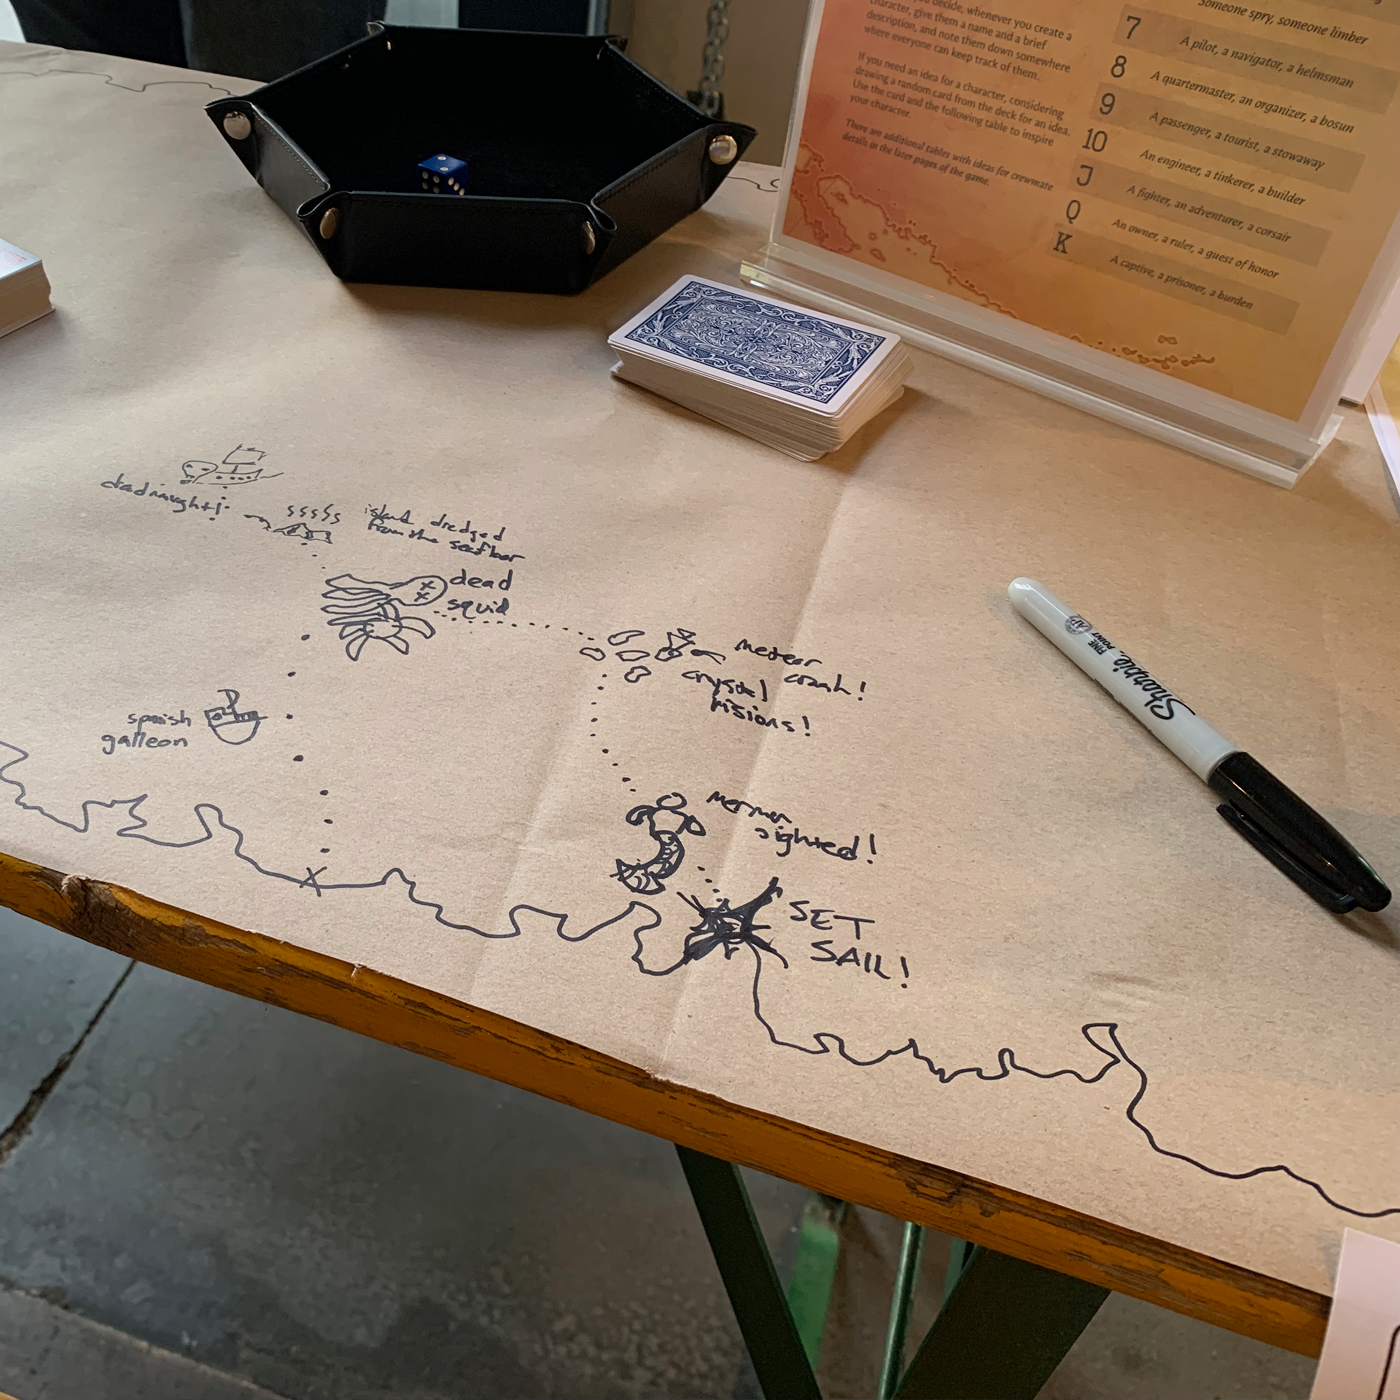 you decide, whenever you create a
character, give them a name and a brief
description, and note them down somewhere
where everyone can keep track of them.
If you need an idea for a character, considering
drawing a random card from the deck for an idea.
Use the card and the following table to inspire
your character.
There are additional tables with ideas for crewmate
details in the later pages of the game.
Someone spry, someone limber
7 A pilot, a navigator, a helmsman
8 A quartermaster, an organizer, a bosun
9 A passenger, a tourist, a stowaway
10 An engineer, a tinkerer, a builder
J A fighter, an adventurer, a corsair
Q An owner, a ruler, a guest of honor
K A captive, a prisoner, a burden
island dredged
from the seafloor
dead
squid
meteor
crash!
crystal
visions!
spanish
galleon
merman
sighted!
SET
SAIL!
Sharpie
FINE
POINT
AP